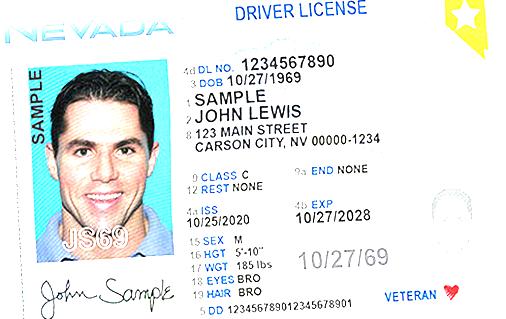 NEVADA
DRIVER LICENSE
SAMPLE
4d DL NO. 1234567890
3 DOB 10/27/1969
1 SAMPLE
2 JOHN LEWIS
8 123 MAIN STREET
CARSON CITY, NV 00000-1234
9 CLASS C 9a END NONE
12 REST NONE
4a ISS 4b EXP
10/25/2020 10/27/2028
15 SEX M
16 HGT 5'-10"
17 WGT 185 lbs
18 EYES BRO
19 HAIR BRO
10/27/69
JS69
John Sample
5 DD 123456789012345678901
VETERAN